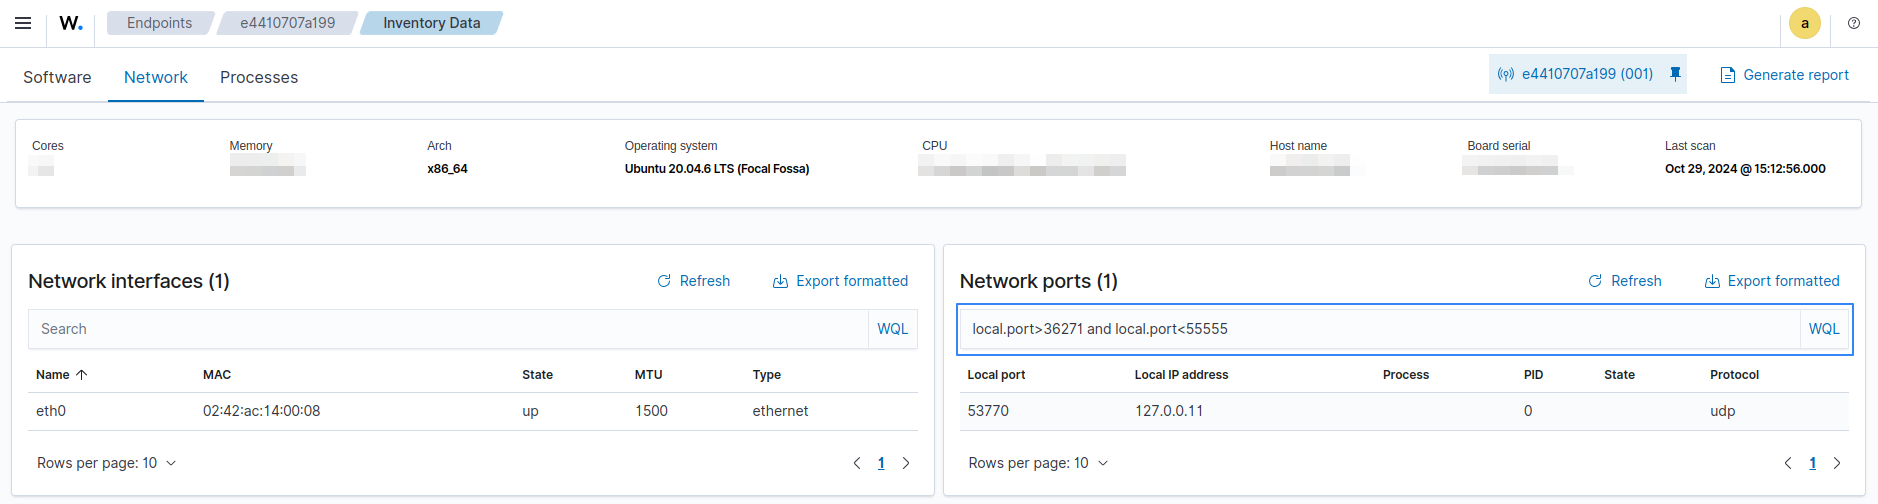 W.
Endpoints
e4410707a199
Inventory Data
a
Software
Network
Processes
e4410707a199 (001)
Generate report
Cores
Memory
Arch
Operating system
CPU
Host name
Board serial
Last scan
x86_64
Ubuntu 20.04.6 LTS (Focal Fossa)
Oct 29, 2024 @ 15:12:56.000
Network interfaces (1)
Refresh
Export formatted
Search
WQL
Name
MAC
State
MTU
Type
eth0
02:42:ac:14:00:08
up
1500
ethernet
Rows per page: 10
1
Network ports (1)
Refresh
Export formatted
local.port>36271 and local.port<55555
WQL
Local port
Local IP address
Process
PID
State
Protocol
53770
127.0.0.11
0
udp
Rows per page: 10
1